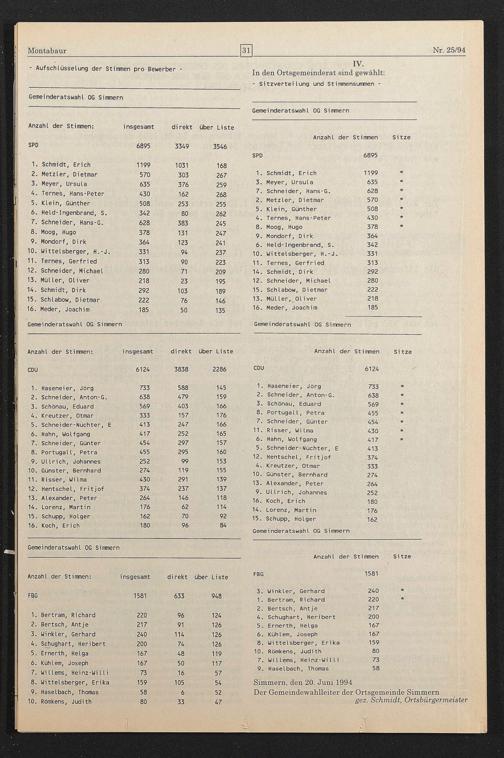 Montabaur 31 Nr. 25/94
- Aufschlüsselung der Stimmen pro Bewerber -
Gemeinderatswahl OG Simmern
Anzahl der Stimmen: insgesamt direkt über Liste
SPD 6895 3349 3546
1. Schmidt, Erich 1199 1031 168
2. Metzler, Dietmar 570 303 267
3. Meyer, Ursula 635 376 259
4. Ternes, Hans-Peter 430 162 268
5. Klein, Günther 508 253 255
6. Held-Ingenbrand, S. 342 80 262
7. Schneider, Hans-G. 628 383 245
8. Moog, Hugo 378 131 247
9. Mondorf, Dirk 364 123 241
10. Wittelsberger, H.-J. 331 94 237
11. Ternes, Gerfried 313 90 223
12. Schneider, Michael 280 71 209
13. Müller, Oliver 218 23 195
14. Schmidt, Dirk 292 103 189
15. Schlabow, Dietmar 222 76 146
16. Meder, Joachim 185 50 135
Gemeinderatswahl OG Simmern
Anzahl der Stimmen: insgesamt direkt über Liste
CDU 6124 3838 2286
1. Haseneier, Jörg 733 588 145
2. Schneider, Anton-G. 638 479 159
3. Schönau, Eduard 569 403 166
4. Kreutzer, Otmar 333 157 176
5. Schneider-Nüchter, E 413 247 166
6. Hahn, Wolfgang 417 252 165
7. Schneider, Günter 454 297 157
8. Portugall, Petra 455 295 160
9. Ullrich, Johannes 252 99 153
10. Günster, Bernhard 274 119 155
11. Risser, Wilma 430 291 139
12. Hentschel, Fritjof 374 237 137
13. Alexander, Peter 264 146 118
14. Lorenz, Martin 176 62 114
15. Schupp, Holger 162 70 92
16. Koch, Erich 180 96 84
Gemeinderatswahl OG Simmern
Anzahl der Stimmen: insgesamt direkt über Liste
FBG 1581 633 948
1. Bertram, Richard 220 96 124
2. Bertsch, Antje 217 91 126
3. Winkler, Gerhard 240 114 126
4. Schughart, Heribert 200 74 126
5. Ernerth, Helga 167 48 119
6. Kühlem, Joseph 167 50 117
7. Willems, Heinz-Willi 73 16 57
8. Wittelsberger, Erika 159 105 54
9. Haselbach, Thomas 58 6 52
10. Römkens, Judith 80 33 47
IV.
In den Ortsgemeinderat sind gewählt:
- Sitzverteilung und Stimmensummen -
Gemeinderatswahl OG Simmern
Anzahl der Stimmen Sitze
SPD 6895
1. Schmidt, Erich 1199 *
3. Meyer, Ursula 635 *
7. Schneider, Hans-G. 628 *
2. Metzler, Dietmar 570 *
5. Klein, Günther 508 *
4. Ternes, Hans-Peter 430 *
8. Moog, Hugo 378 *
9. Mondorf, Dirk 364
6. Held-Ingenbrand, S. 342
10. Wittelsberger, H.-J. 331
11. Ternes, Gerfried 313
14. Schmidt, Dirk 292
12. Schneider, Michael 280
15. Schlabow, Dietmar 222
13. Müller, Oliver 218
16. Meder, Joachim 185
Gemeinderatswahl OG Simmern
Anzahl der Stimmen Sitze
CDU 6124
1. Haseneier, Jörg 733 *
2. Schneider, Anton-G. 638 *
3. Schönau, Eduard 569 *
8. Portugall, Petra 455 *
7. Schneider, Günter 454 *
11. Risser, Wilma 430 *
6. Hahn, Wolfgang 417 *
5. Schneider-Nüchter, E 413
12. Hentschel, Fritjof 374
4. Kreutzer, Otmar 333
10. Günster, Bernhard 274
13. Alexander, Peter 264
9. Ullrich, Johannes 252
16. Koch, Erich 180
14. Lorenz, Martin 176
15. Schupp, Holger 162
Gemeinderatswahl OG Simmern
Anzahl der Stimmen Sitze
FBG 1581
3. Winkler, Gerhard 240 *
1. Bertram, Richard 220 *
2. Bertsch, Antje 217
4. Schughart, Heribert 200
5. Ernerth, Helga 167
6. Kühlem, Joseph 167
8. Wittelsberger, Erika 159
10. Römkens, Judith 80
7. Willems, Heinz-Willi 73
9. Haselbach, Thomas 58
Simmern, den 20. Juni 1994
Der Gemeindewahlleiter der Ortsgemeinde Simmern
gez. Schmidt, Ortsbürgermeister